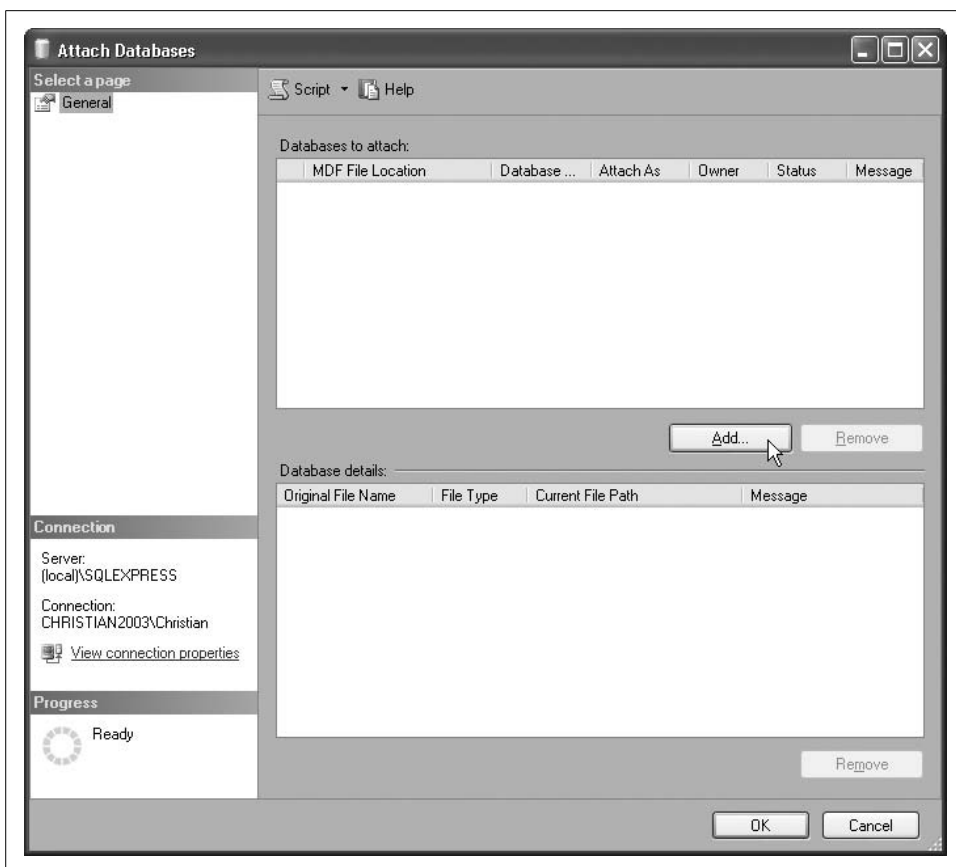 Attach Databases
Select a page
General
Script
Help
Databases to attach:
MDF File Location
Database ...
Attach As
Owner
Status
Message
Add...
Remove
Database details:
Original File Name
File Type
Current File Path
Message
Connection
Server:
(local)\SQLEXPRESS
Connection:
CHRISTIAN2003\Christian
View connection properties
Progress
Ready
Remove
OK
Cancel